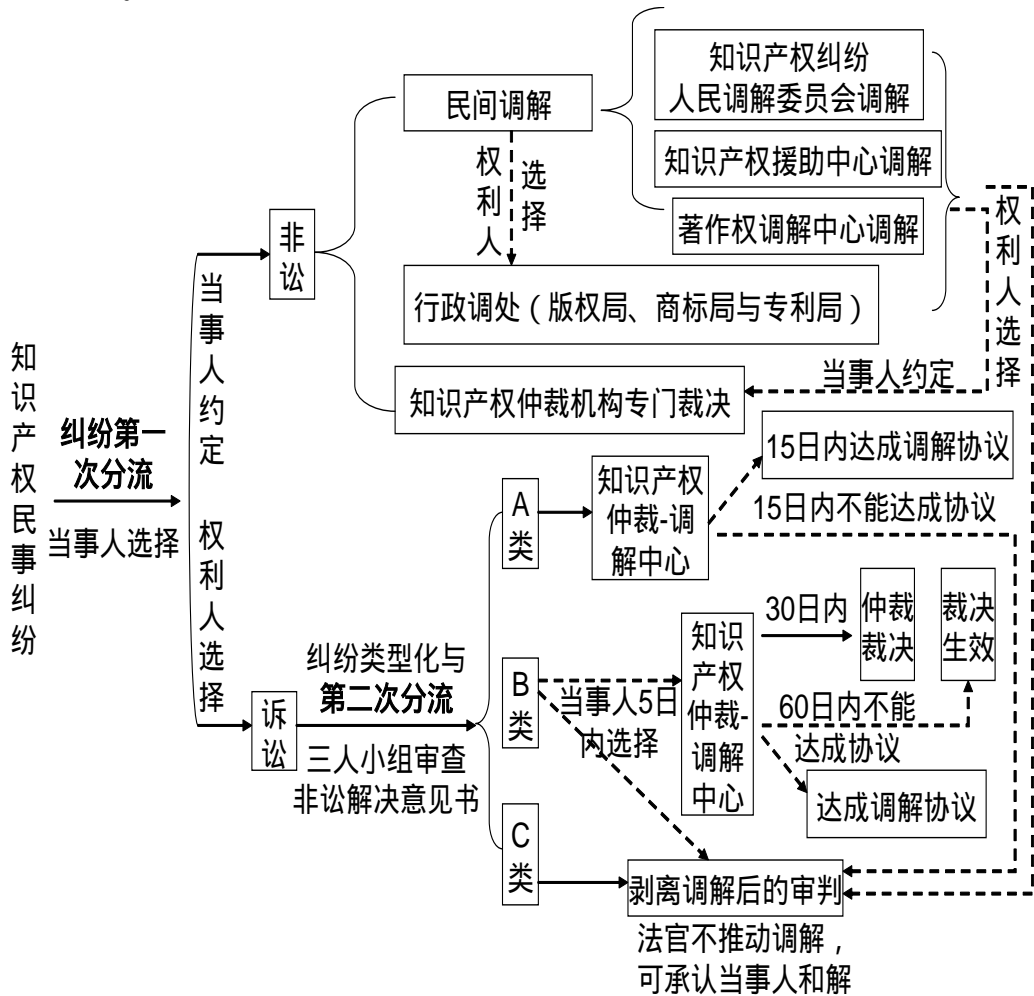 知识产权民事纠纷
纠纷第一
次分流
当事人选择
当事人约定
权利人选择
非讼
民间调解
权利人
选择
知识产权纠纷
人民调解委员会调解
知识产权援助中心调解
著作权调解中心调解
行政调处（版权局、商标局与专利局）
权利人选择
当事人约定
知识产权仲裁机构专门裁决
诉讼
纠纷类型化与
第二次分流
三人小组审查
非讼解决意见书
A
类
知识产权
仲裁-调
解中心
15日内达成调解协议
15日内不能达成协议
B
类
当事人5日
内选择
知识
产权
仲裁-
调解
中心
30日内
仲裁
裁决
裁决
生效
60日内不能
达成协议
达成调解协议
C
类
剥离调解后的审判
法官不推动调解，
可承认当事人和解